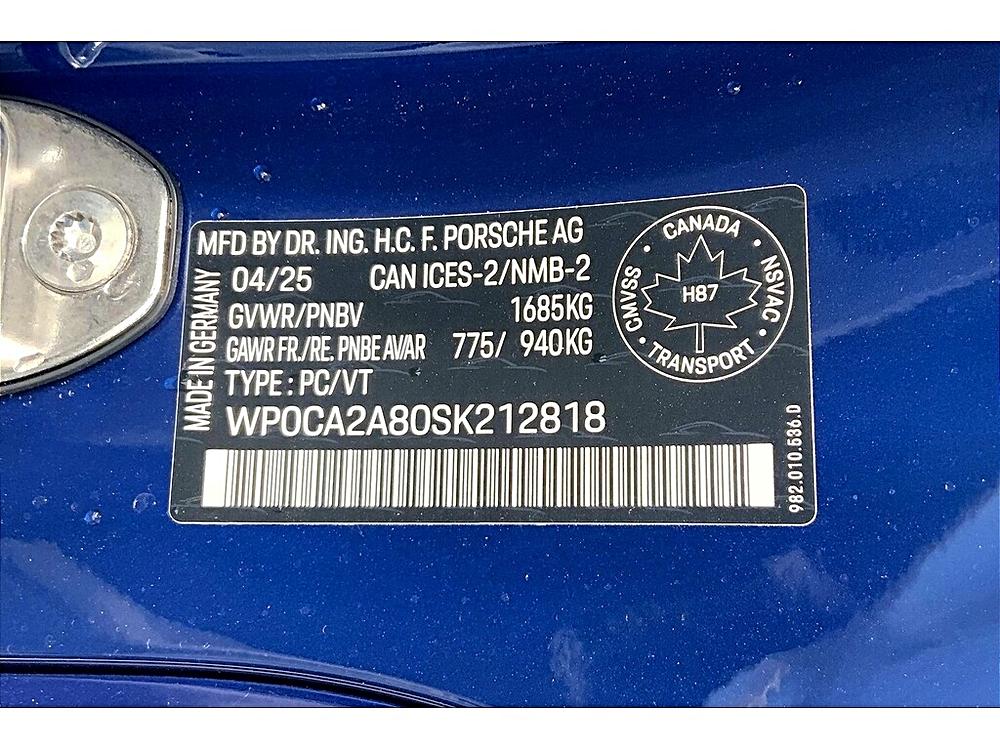 MFD BY DR. ING. H.C. F. PORSCHE AG
04/25 CAN ICES-2/NMB-2
GVWR/PNBV 1685KG
GAWR FR./RE. PNBE AV/AR 775/ 940KG
TYPE : PC/VT
WP0CA2A80SK212818
MADE IN GERMANY
CANADA
CMVSS
NSVAC
H87
TRANSPORT
982.010.536.D